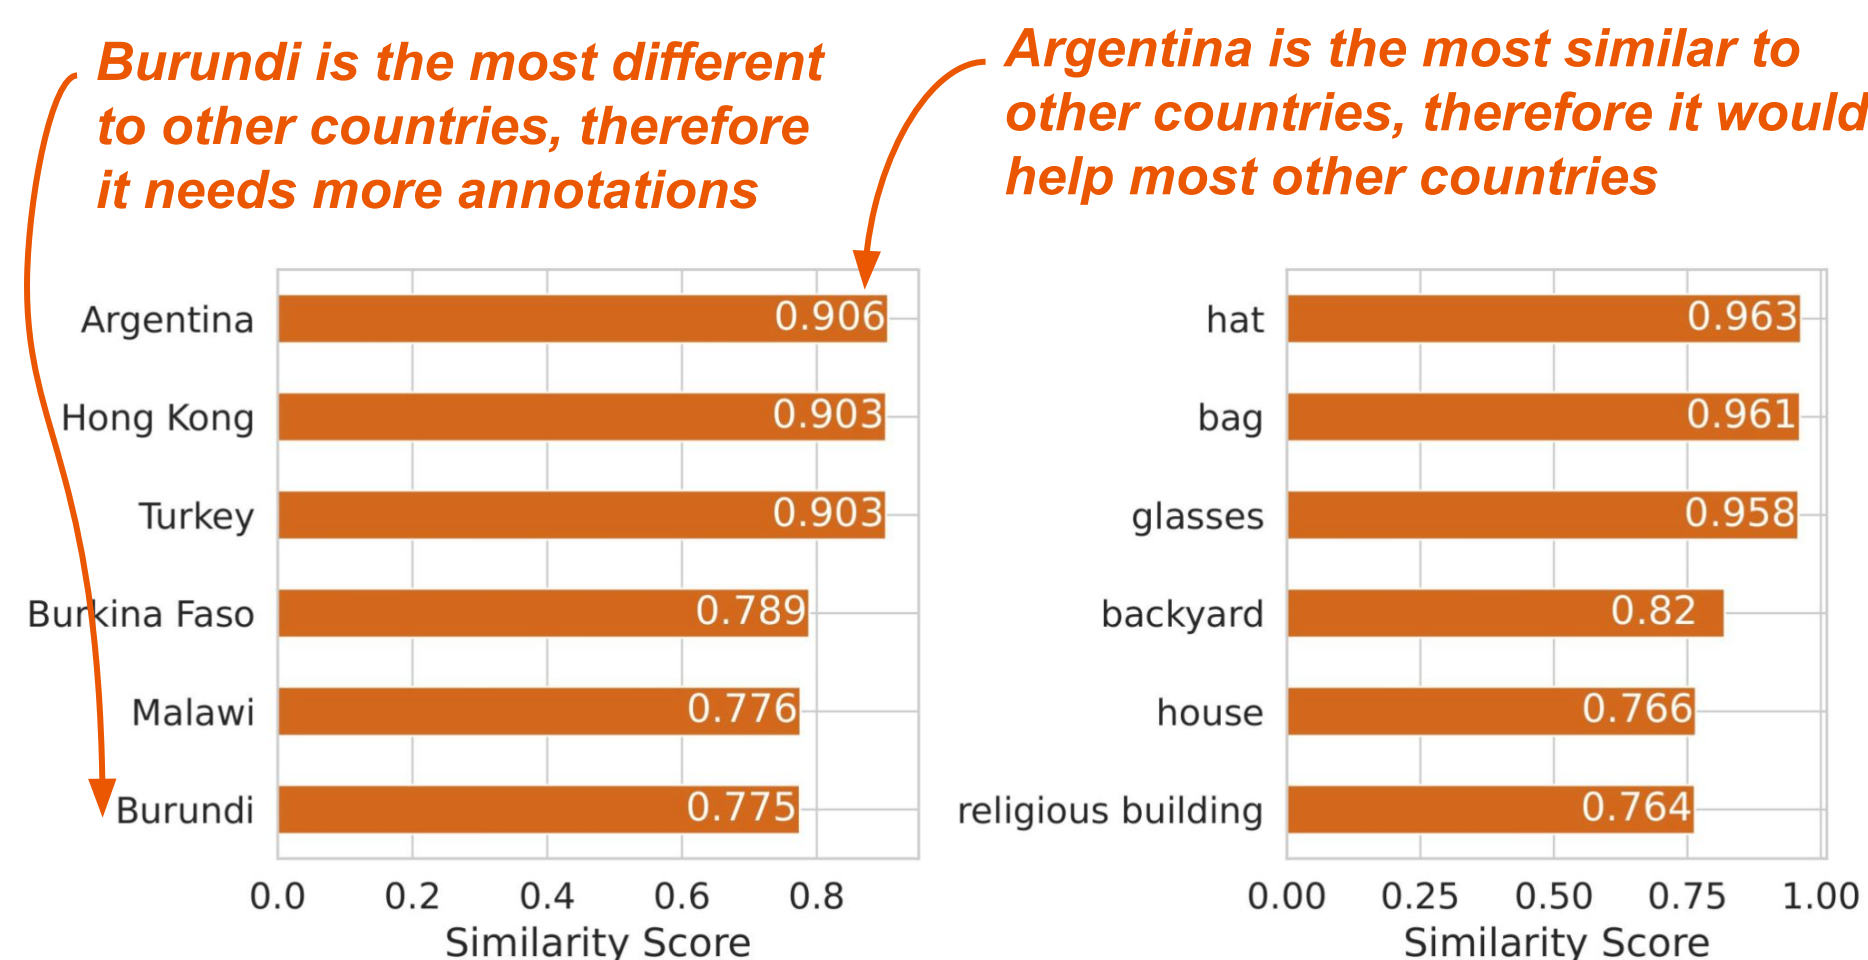 Burundi is the most different
to other countries, therefore
it needs more annotations
Argentina is the most similar to
other countries, therefore it would
help most other countries
Argentina 0.906
Hong Kong 0.903
Turkey 0.903
Burkina Faso 0.789
Malawi 0.776
Burundi 0.775
0.0 0.2 0.4 0.6 0.8
Similarity Score
hat 0.963
bag 0.961
glasses 0.958
backyard 0.82
house 0.766
religious building 0.764
0.00 0.25 0.50 0.75 1.00
Similarity Score